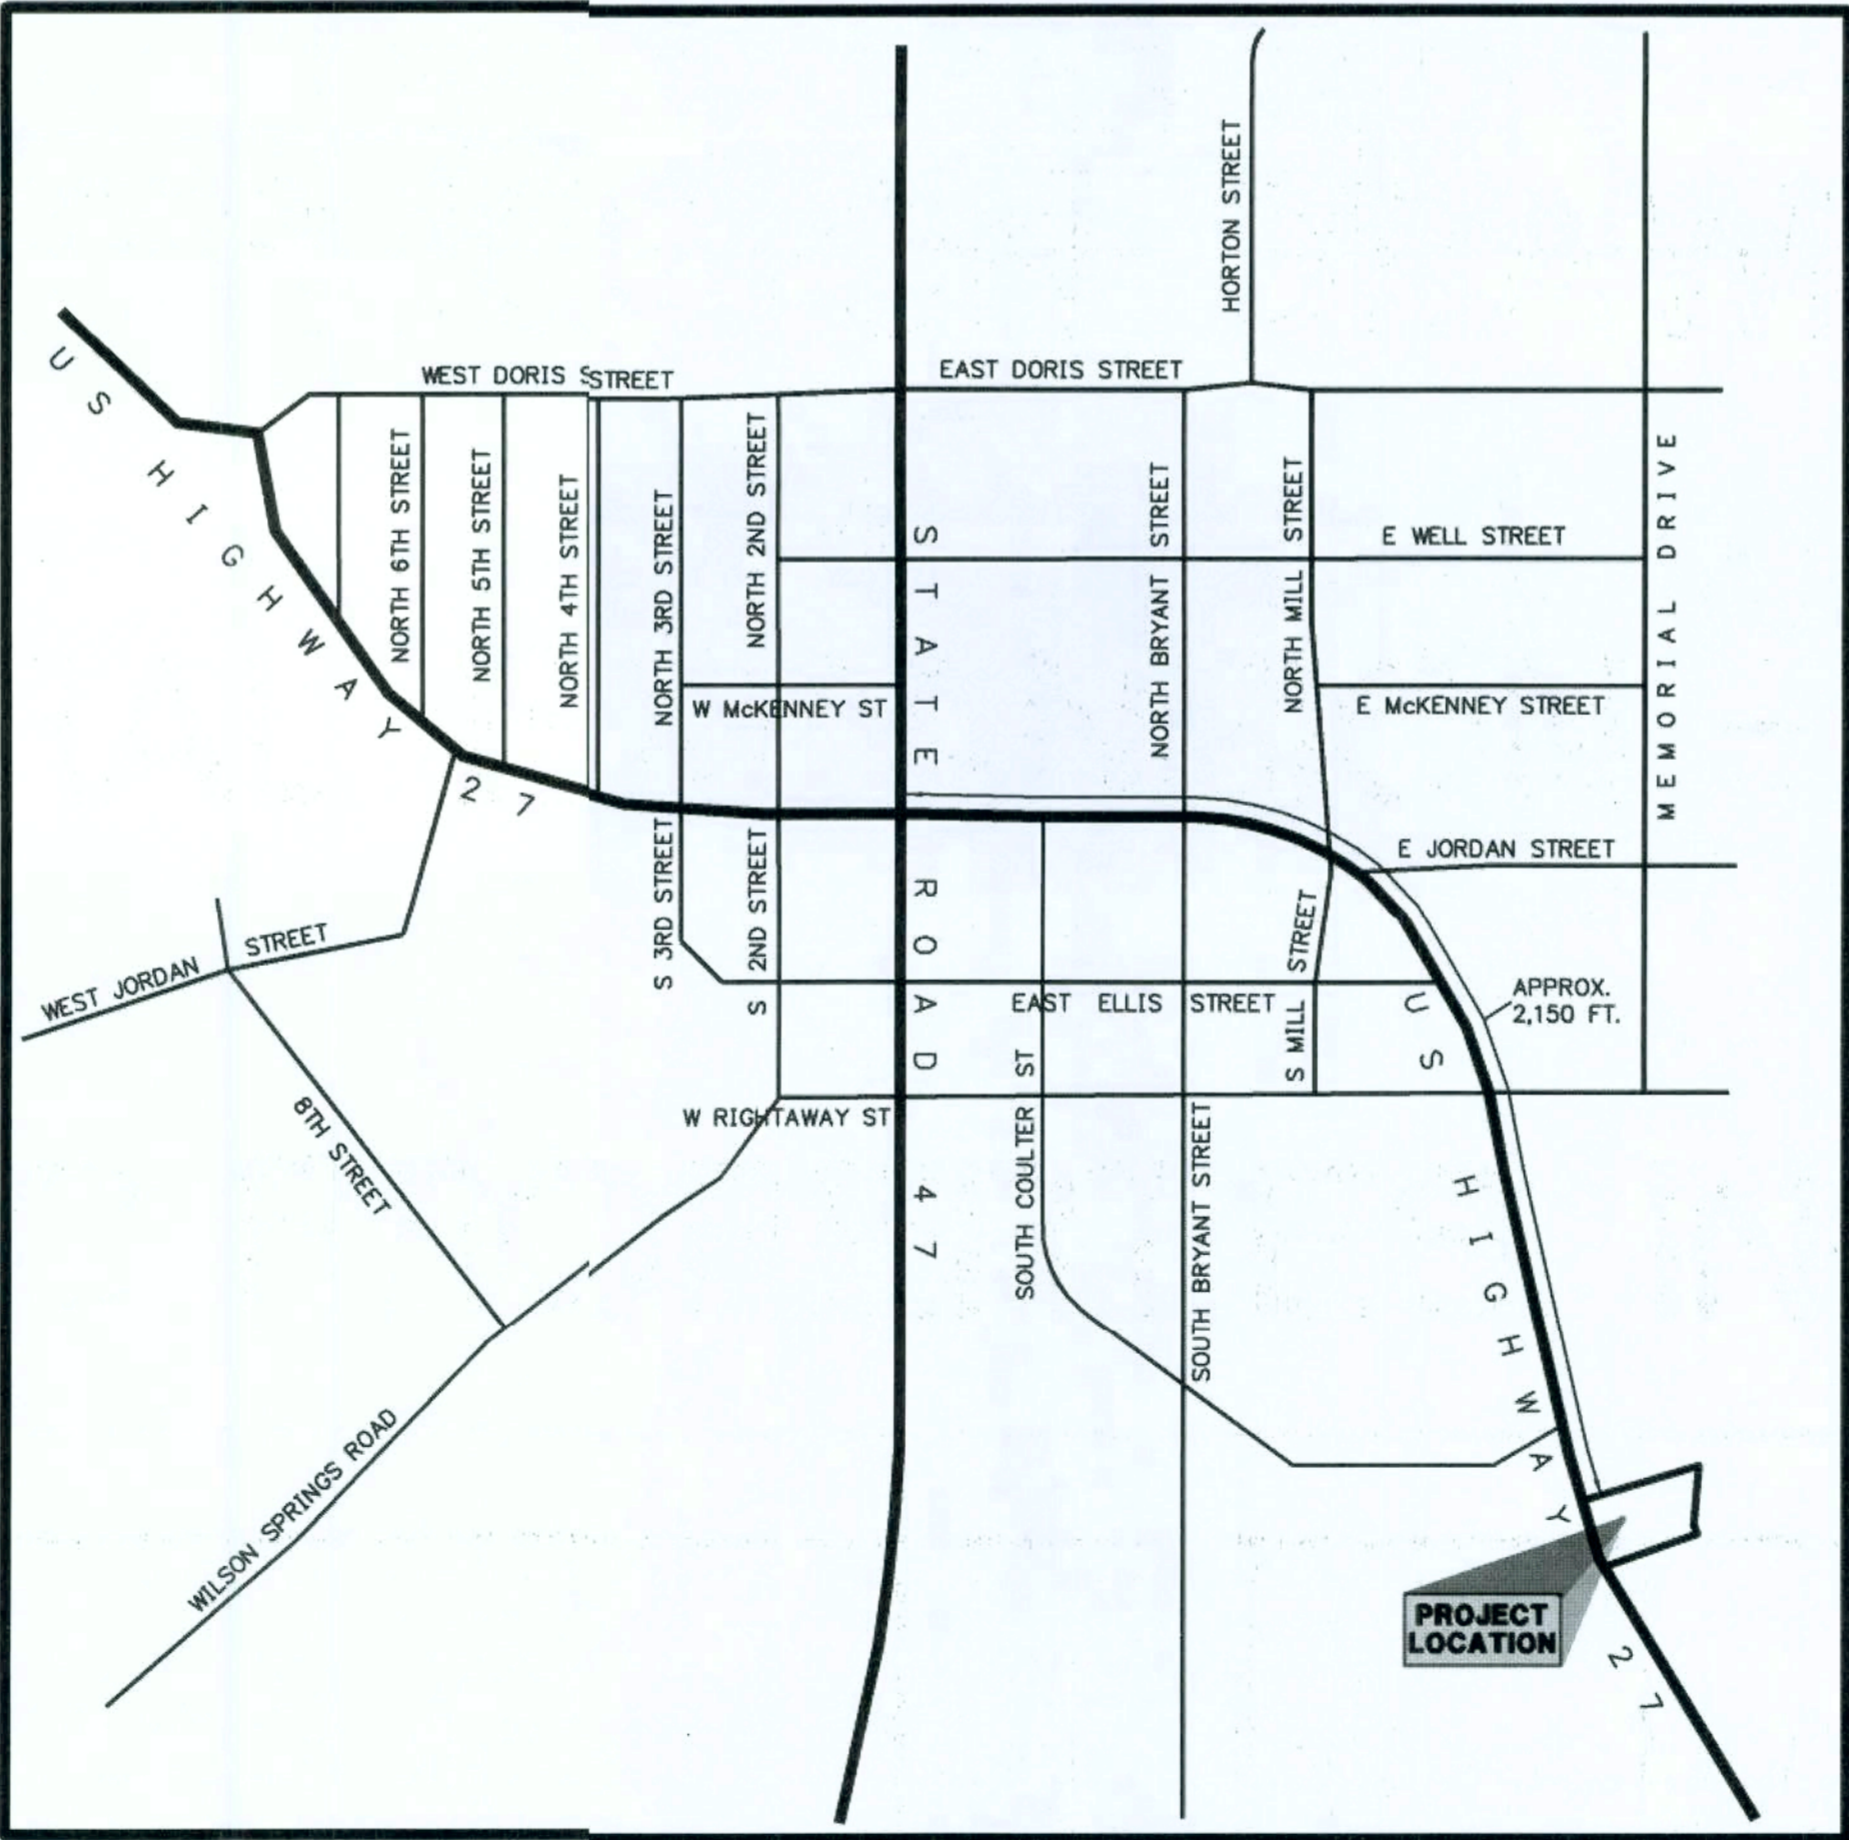 HORTON STREET
WEST DORIS SSTREET
EAST DORIS STREET
US HIGHWAY 27
NORTH 6TH STREET
NORTH 5TH STREET
NORTH 4TH STREET
NORTH 3RD STREET
NORTH 2ND STREET
STATE ROAD 47
NORTH BRYANT STREET
NORTH MILL STREET
E WELL STREET
MEMORIAL DRIVE
W McKENNEY ST
E McKENNEY STREET
E JORDAN STREET
S 3RD STREET
S 2ND STREET
WEST JORDAN STREET
EAST ELLIS STREET
S MILL STREET
APPROX.
2,150 FT.
US HIGHWAY 27
W RIGHTAWAY ST
SOUTH COULTER ST
SOUTH BRYANT STREET
8TH STREET
WILSON SPRINGS ROAD
PROJECT
LOCATION